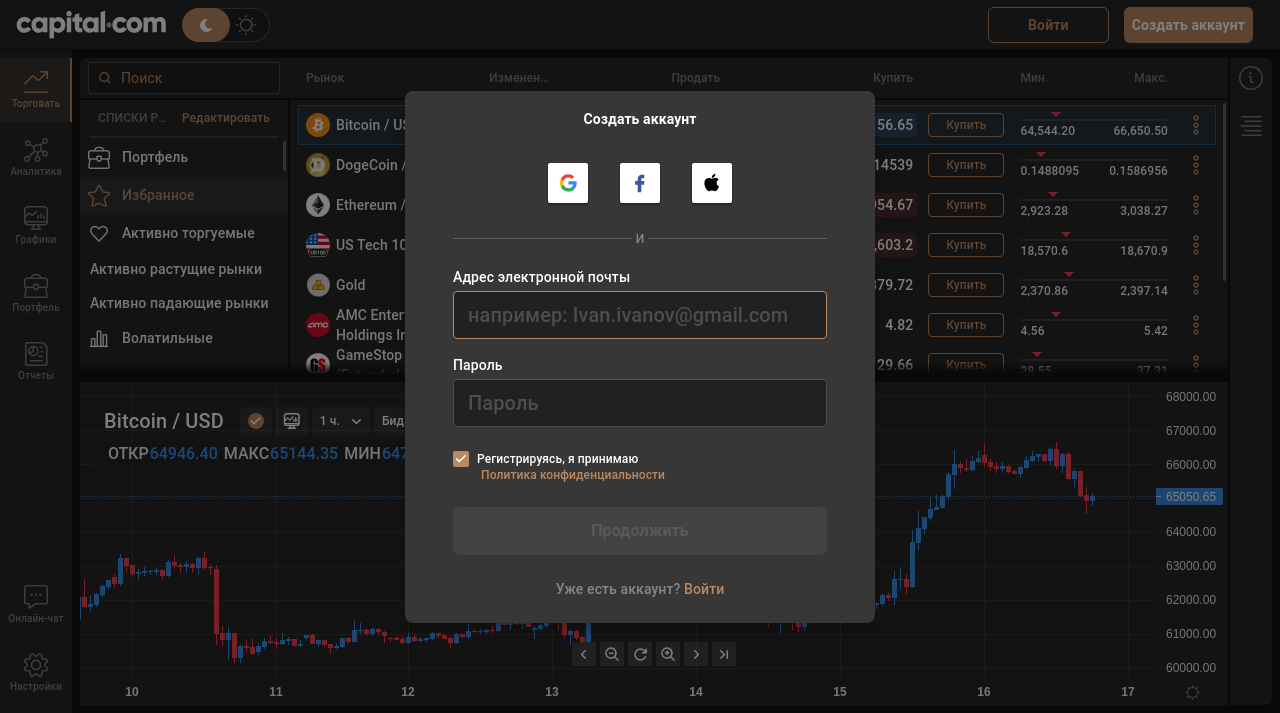 capital.com
Войти
Создать аккаунт
Торговать
Аналитика
Графики
Портфель
Отчеты
Онлайн-чат
Настройки
Поиск
СПИСКИ Р... Редактировать
Портфель
Избранное
Активно торгуемые
Активно растущие рынки
Активно падающие рынки
Волатильные
Рынок Изменен... Продать Купить Мин. Макс.
Bitcoin / US 56.65 Купить 64,544.20 66,650.50
DogeCoin / 14539 Купить 0.1488095 0.1586956
Ethereum / 954.67 Купить 2,923.28 3,038.27
US Tech 10 ,603.2 Купить 18,570.6 18,670.9
Gold 379.72 Купить 2,370.86 2,397.14
AMC Enter
Holdings In 4.82 Купить 4.56 5.42
GameStop
29.66 Купить 28.55 37.31
Создать аккаунт
И
Адрес электронной почты
например: Ivan.ivanov@gmail.com
Пароль
Пароль
Регистрируясь, я принимаю
Политика конфиденциальности
Продолжить
Уже есть аккаунт? Войти
Bitcoin / USD 1 ч. Бид
ОТКР64946.40 МАКС65144.35 МИН647
68000.00
67000.00
66000.00
65050.65
64000.00
63000.00
62000.00
61000.00
60000.00
10 11 12 13 14 15 16 17